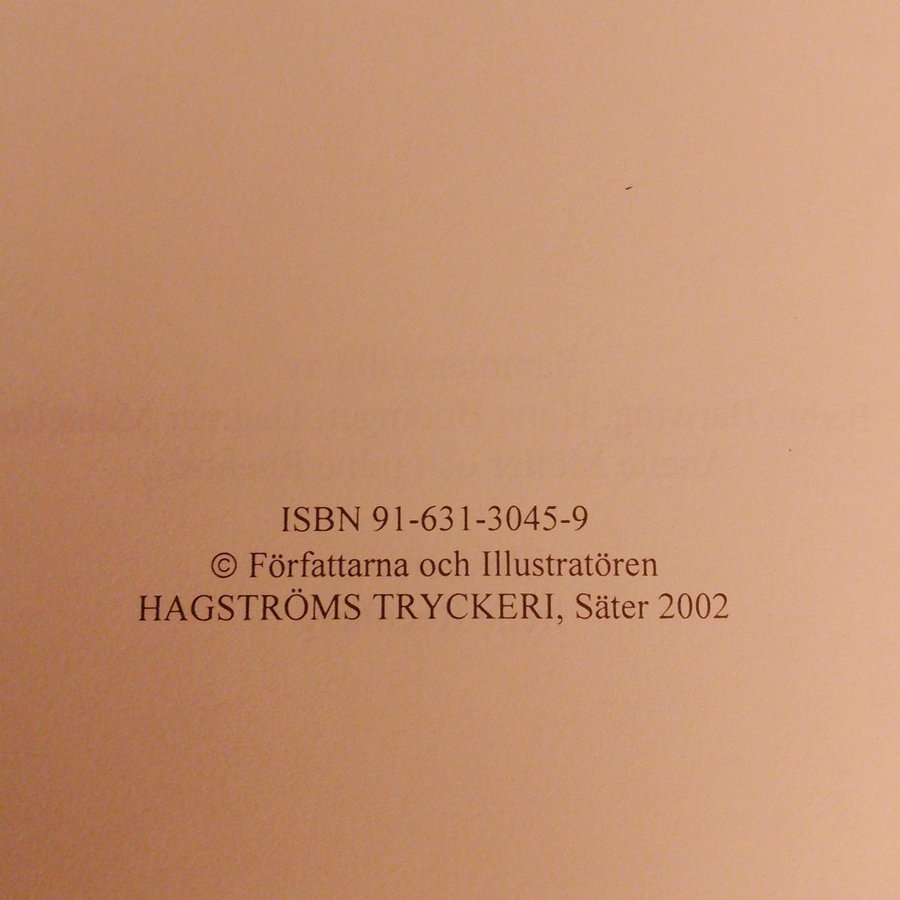 ISBN 91-631-3045-9
© Författarna och Illustratören
HAGSTRÖMS TRYCKERI, Säter 2002